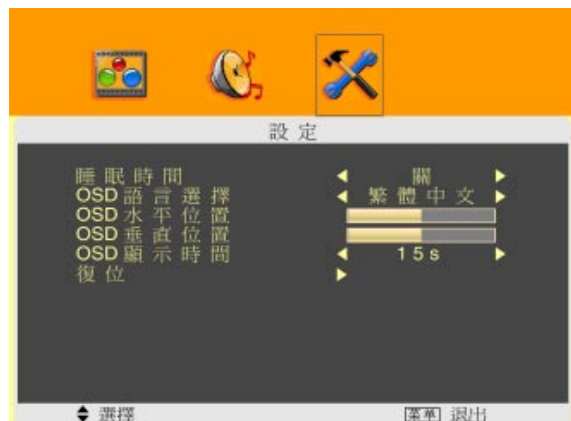 設定
睡眠時間 ◀ 關 ▶
OSD語言選擇 ◀ 繁體中文 ▶
OSD水平位置
OSD垂直位置
OSD顯示時間 ◀ 15s ▶
復位 ▶
選擇 菜單 退出